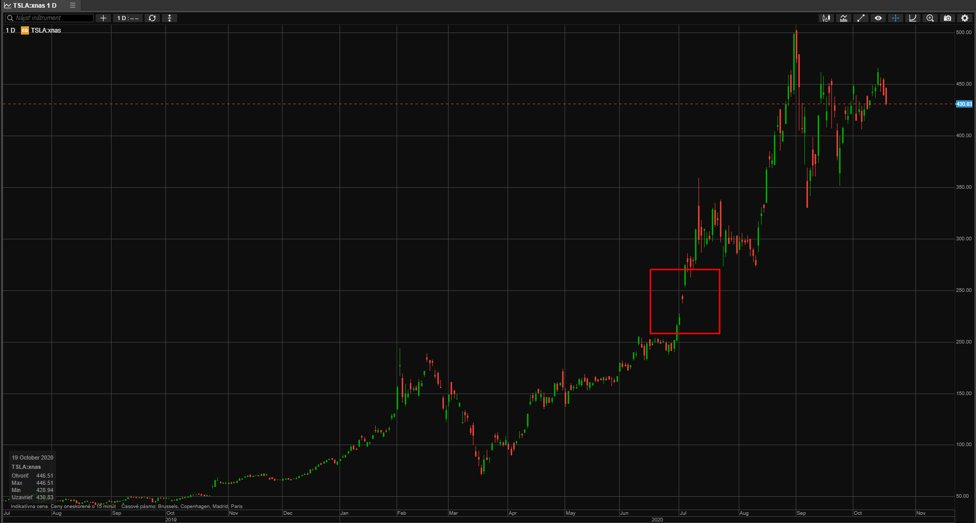 TSLA:xnas 1 D
Nájsť inštrument
1 D : – –
1 D TSLA:xnas
500.00
450.00
430.83
400.00
350.00
300.00
250.00
200.00
150.00
100.00
50.00
19 October 2020
TSLA:xnas
Otvoriť 446.51
Max 446.51
Min 428.94
Uzavrieť 430.83
Indikatívna cena. Ceny oneskorené o 15 minút Časové pásmo: Brussels, Copenhagen, Madrid, Paris
Jul Aug Sep Oct Nov Dec Jan Feb Mar Apr May Jun Jul Aug Sep Oct Nov
2019 2020